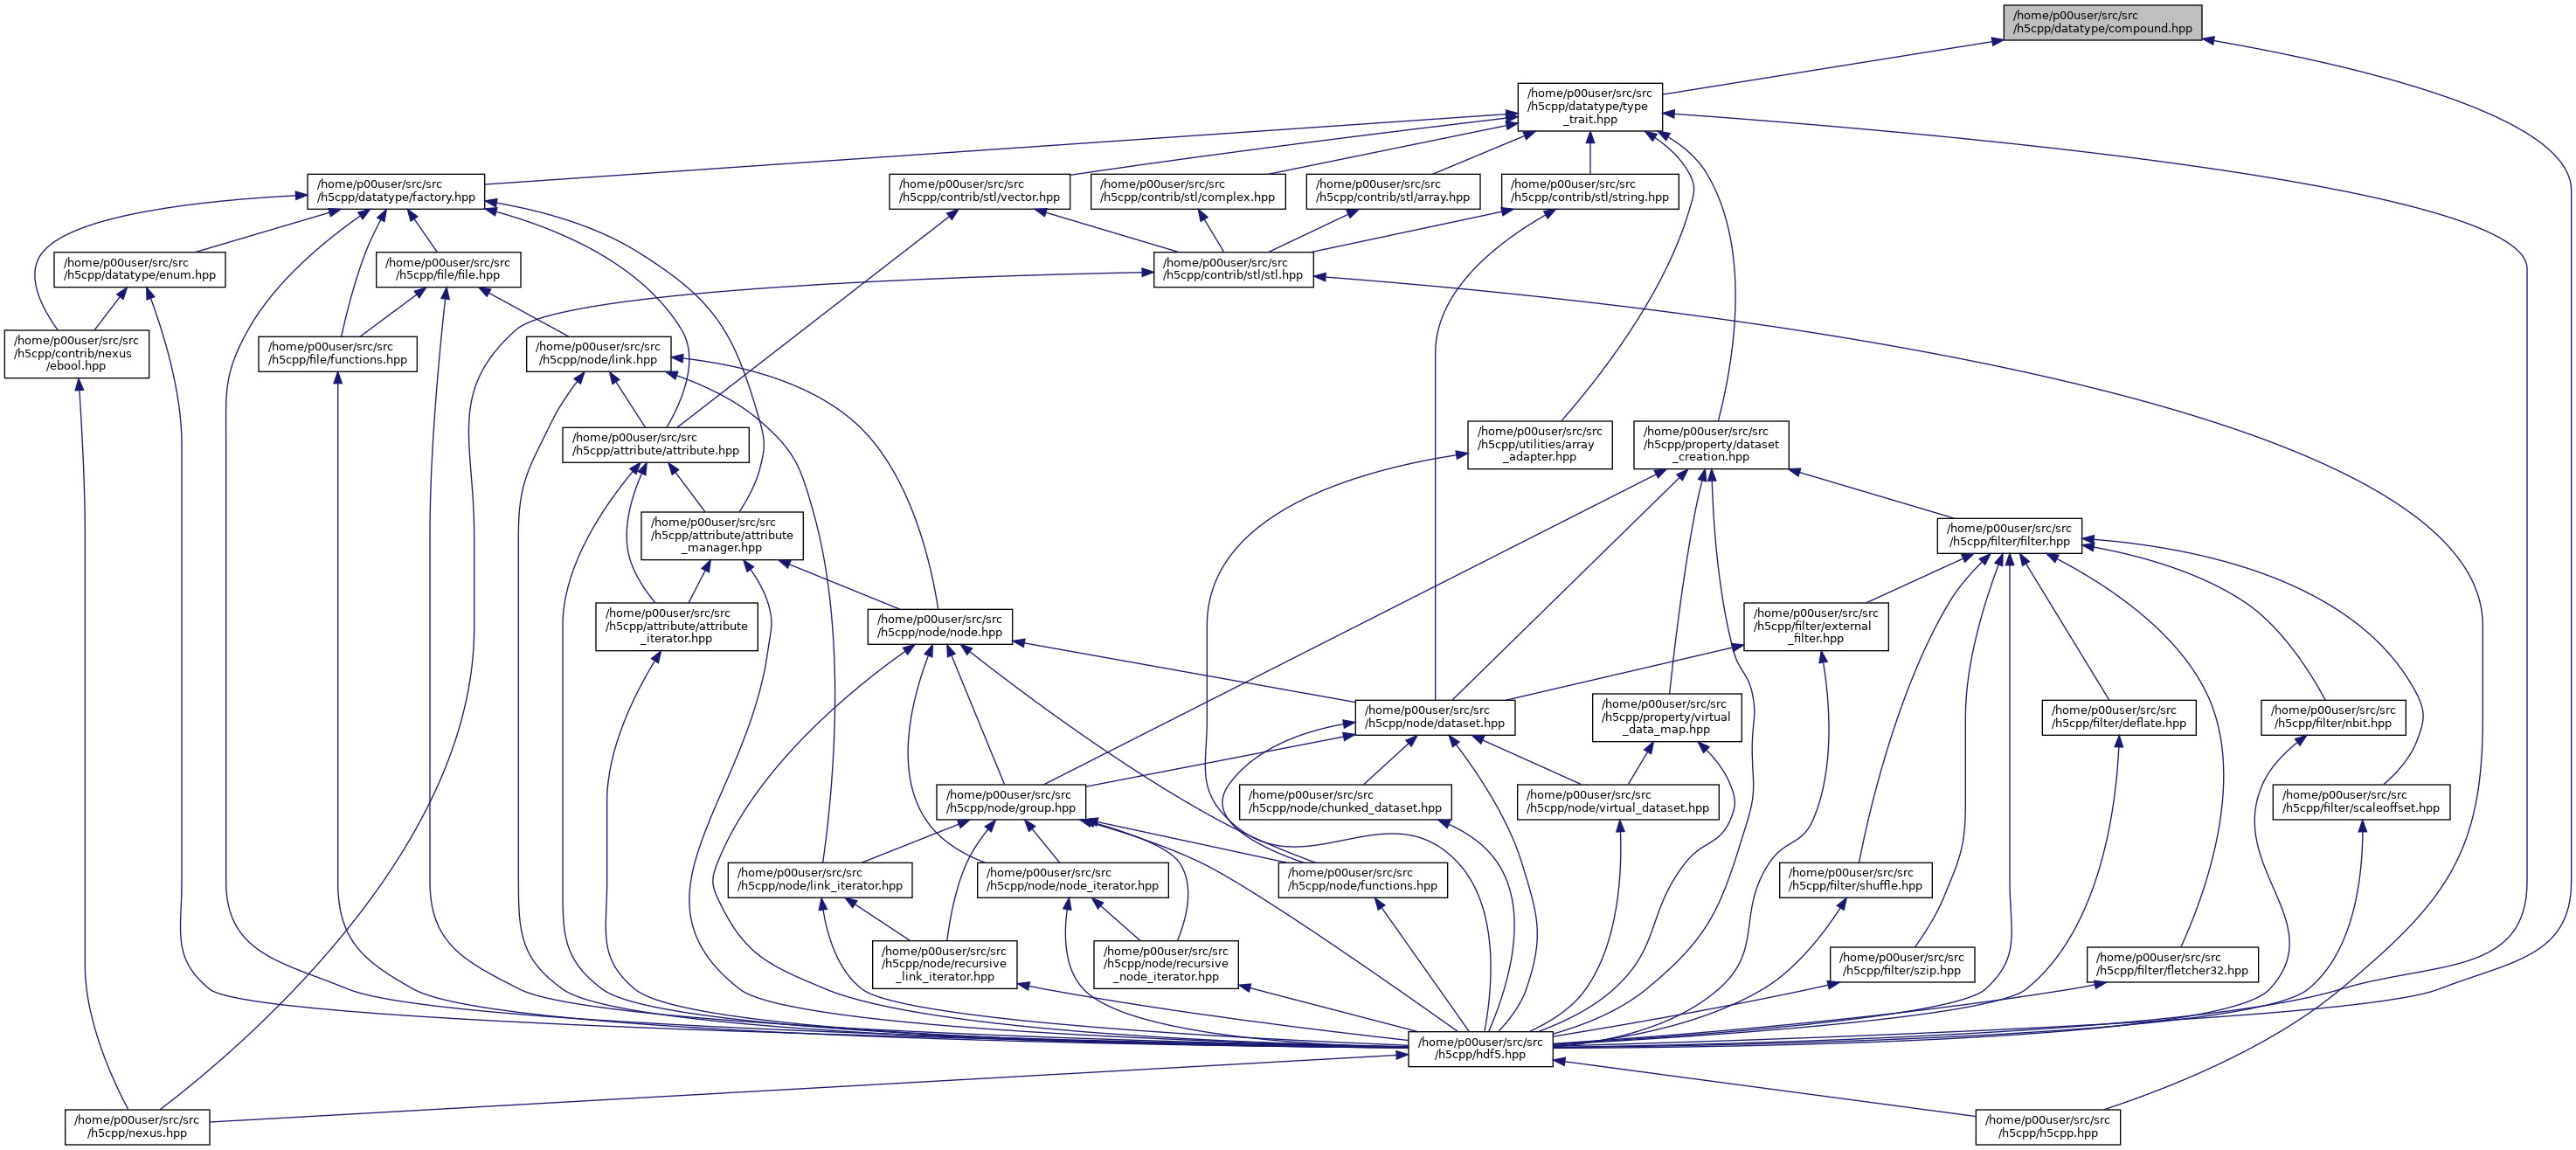 /home/p00user/src/src
/h5cpp/datatype/compound.hpp
/home/p00user/src/src
/h5cpp/datatype/type
_trait.hpp
/home/p00user/src/src
/h5cpp/datatype/factory.hpp
/home/p00user/src/src
/h5cpp/contrib/stl/vector.hpp
/home/p00user/src/src
/h5cpp/contrib/stl/complex.hpp
/home/p00user/src/src
/h5cpp/contrib/stl/array.hpp
/home/p00user/src/src
/h5cpp/contrib/stl/string.hpp
/home/p00user/src/src
/h5cpp/datatype/enum.hpp
/home/p00user/src/src
/h5cpp/file/file.hpp
/home/p00user/src/src
/h5cpp/contrib/stl/stl.hpp
/home/p00user/src/src
/h5cpp/contrib/nexus
/ebool.hpp
/home/p00user/src/src
/h5cpp/file/functions.hpp
/home/p00user/src/src
/h5cpp/node/link.hpp
/home/p00user/src/src
/h5cpp/attribute/attribute.hpp
/home/p00user/src/src
/h5cpp/utilities/array
_adapter.hpp
/home/p00user/src/src
/h5cpp/property/dataset
_creation.hpp
/home/p00user/src/src
/h5cpp/attribute/attribute
_manager.hpp
/home/p00user/src/src
/h5cpp/filter/filter.hpp
/home/p00user/src/src
/h5cpp/attribute/attribute
_iterator.hpp
/home/p00user/src/src
/h5cpp/node/node.hpp
/home/p00user/src/src
/h5cpp/filter/external
_filter.hpp
/home/p00user/src/src
/h5cpp/node/dataset.hpp
/home/p00user/src/src
/h5cpp/property/virtual
_data_map.hpp
/home/p00user/src/src
/h5cpp/filter/deflate.hpp
/home/p00user/src/src
/h5cpp/filter/nbit.hpp
/home/p00user/src/src
/h5cpp/node/group.hpp
/home/p00user/src/src
/h5cpp/node/chunked_dataset.hpp
/home/p00user/src/src
/h5cpp/node/virtual_dataset.hpp
/home/p00user/src/src
/h5cpp/filter/scaleoffset.hpp
/home/p00user/src/src
/h5cpp/node/link_iterator.hpp
/home/p00user/src/src
/h5cpp/node/node_iterator.hpp
/home/p00user/src/src
/h5cpp/node/functions.hpp
/home/p00user/src/src
/h5cpp/filter/shuffle.hpp
/home/p00user/src/src
/h5cpp/node/recursive
_link_iterator.hpp
/home/p00user/src/src
/h5cpp/node/recursive
_node_iterator.hpp
/home/p00user/src/src
/h5cpp/filter/szip.hpp
/home/p00user/src/src
/h5cpp/filter/fletcher32.hpp
/home/p00user/src/src
/h5cpp/hdf5.hpp
/home/p00user/src/src
/h5cpp/nexus.hpp
/home/p00user/src/src
/h5cpp/h5cpp.hpp